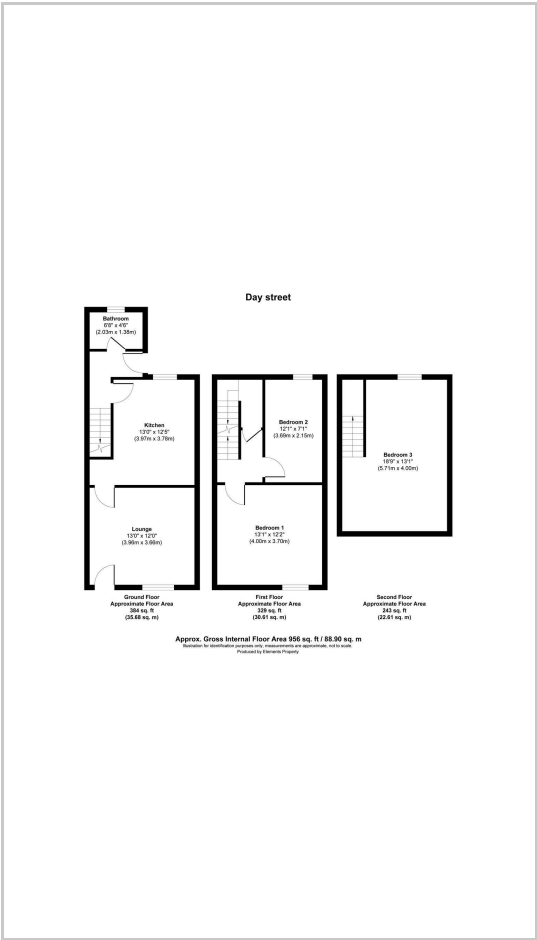 Day street
Bathroom
6'8" x 4'6"
(2.03m x 1.38m)
Kitchen
13'0" x 12'5"
(3.97m x 3.78m)
Lounge
13'0" x 12'0"
(3.96m x 3.66m)
Ground Floor
Approximate Floor Area
384 sq. ft
(35.68 sq. m)
Bedroom 2
12'1" x 7'1"
(3.69m x 2.15m)
Bedroom 1
13'1" x 12'2"
(4.00m x 3.70m)
First Floor
Approximate Floor Area
329 sq. ft
(30.61 sq. m)
Bedroom 3
18'9" x 13'1"
(5.71m x 4.00m)
Second Floor
Approximate Floor Area
243 sq. ft
(22.61 sq. m)
Approx. Gross Internal Floor Area 956 sq. ft / 88.90 sq. m
Illustration for identification purposes only, measurements are approximate, not to scale.
Produced by Elements Property